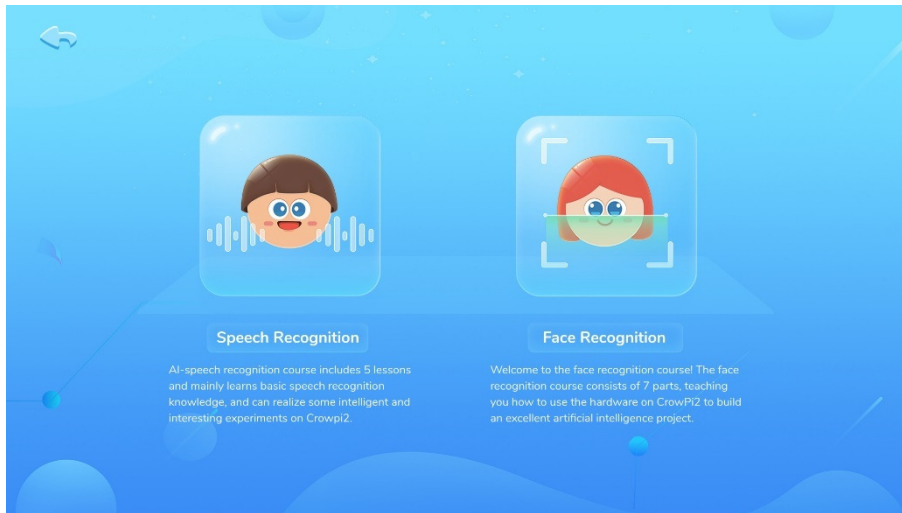 Speech Recognition
AI-speech recognition course includes 5 lessons
and mainly learns basic speech recognition
knowledge, and can realize some intelligent and
interesting experiments on Crowpi2.
Face Recognition
Welcome to the face recognition course! The face
recognition course consists of 7 parts, teaching
you how to use the hardware on CrowPi2 to build
an excellent artificial intelligence project.